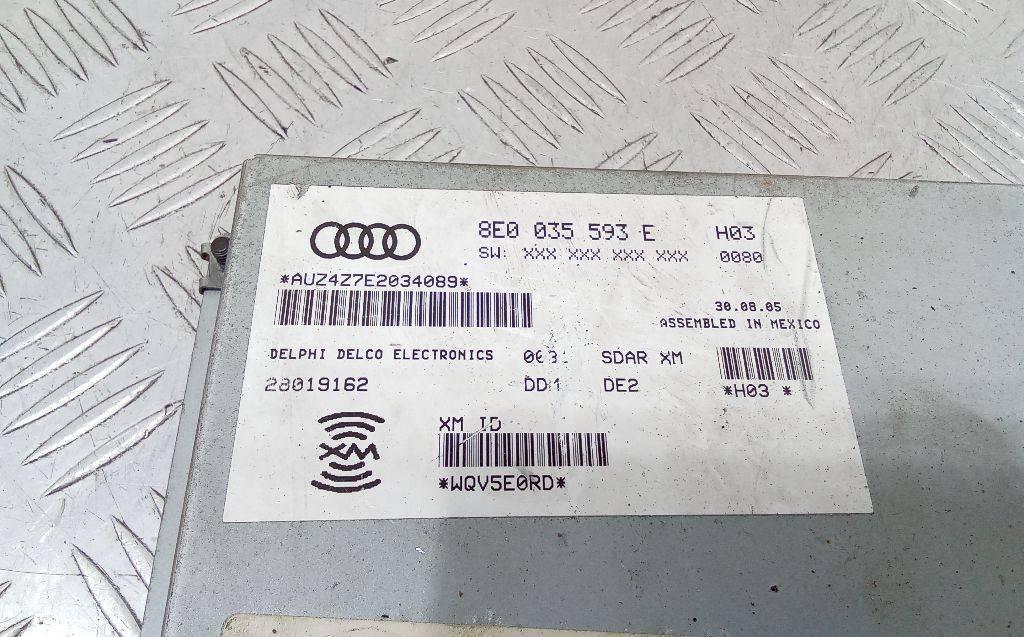 8E0 035 593 E H03
SW: XXX XXX XXX XXX 0080
*AUZ4Z7E2034089*
30.08.05
ASSEMBLED IN MEXICO
DELPHI DELCO ELECTRONICS SDAR XM
28019162 DE2
*H03 *
XM ID
XM
*WQV5E0RD*